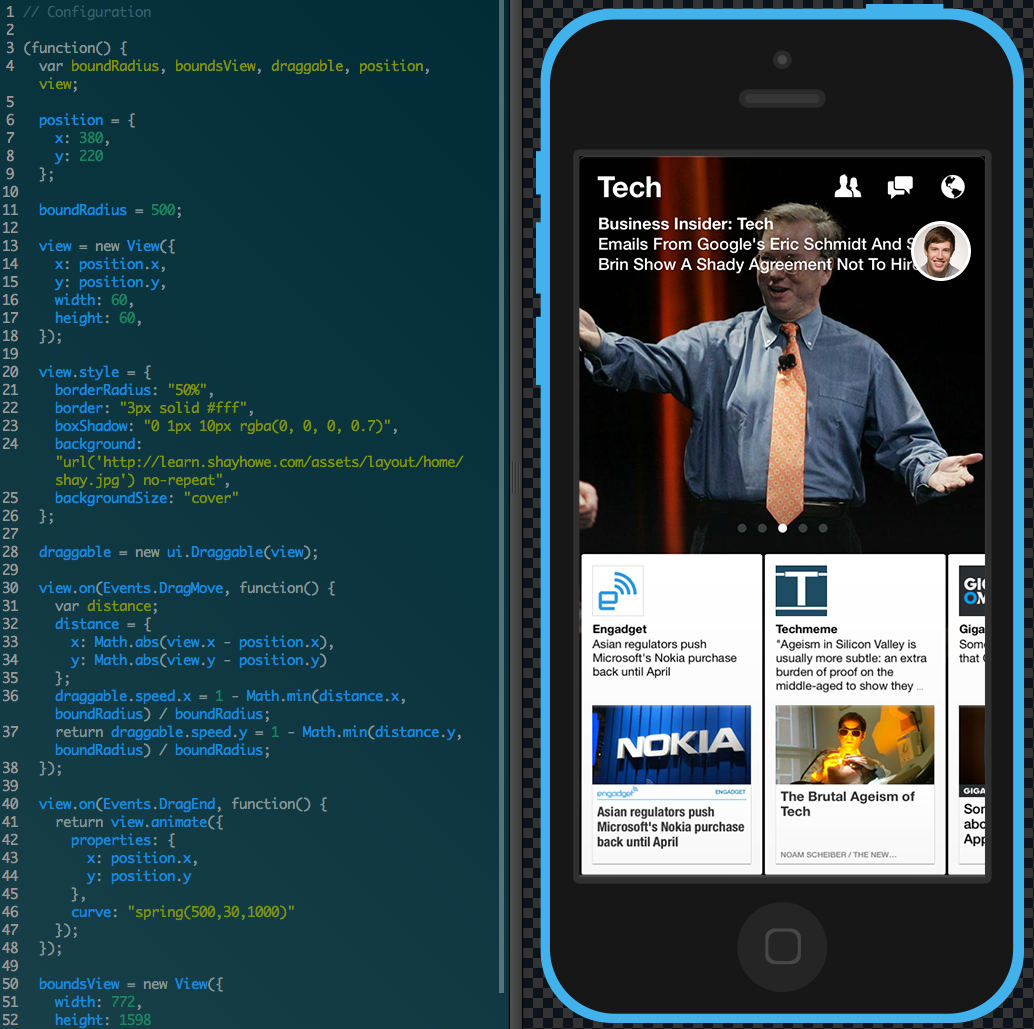 1 // Configuration
2
3 (function() {
4 var boundRadius, boundsView, draggable, position,
view;
5
6 position = {
7 x: 380,
8 y: 220
9 };
10
11 boundRadius = 500;
12
13 view = new View({
14 x: position.x,
15 y: position.y,
16 width: 60,
17 height: 60,
18 });
19
20 view.style = {
21 borderRadius: "50%",
22 border: "3px solid #fff",
23 boxShadow: "0 1px 10px rgba(0, 0, 0, 0.7)",
24 background:
"url('http://learn.shayhowe.com/assets/layout/home/
shay.jpg') no-repeat",
25 backgroundSize: "cover"
26 };
27
28 draggable = new ui.Draggable(view);
29
30 view.on(Events.DragMove, function() {
31 var distance;
32 distance = {
33 x: Math.abs(view.x - position.x),
34 y: Math.abs(view.y - position.y)
35 };
36 draggable.speed.x = 1 - Math.min(distance.x,
boundRadius) / boundRadius;
37 return draggable.speed.y = 1 - Math.min(distance.y,
boundRadius) / boundRadius;
38 });
39
40 view.on(Events.DragEnd, function() {
41 return view.animate({
42 properties: {
43 x: position.x,
44 y: position.y
45 },
46 curve: "spring(500,30,1000)"
47 });
48 });
49
50 boundsView = new View({
51 width: 772,
52 height: 1598
Tech
Business Insider: Tech
Emails From Google's Eric Schmidt And S
Brin Show A Shady Agreement Not To Hire
Engadget
Asian regulators push
Microsoft's Nokia purchase
back until April
NOKIA
engadget ENGADGET
Asian regulators push
Microsoft's Nokia purchase
back until April
T
Techmeme
"Ageism in Silicon Valley is
usually more subtle: an extra
burden of proof on the
middle-aged to show they ...
The Brutal Ageism of
Tech
NOAM SCHEIBER / THE NEW...
GIG
OM
Giga
Som
that
GIGA
Son
abo
App